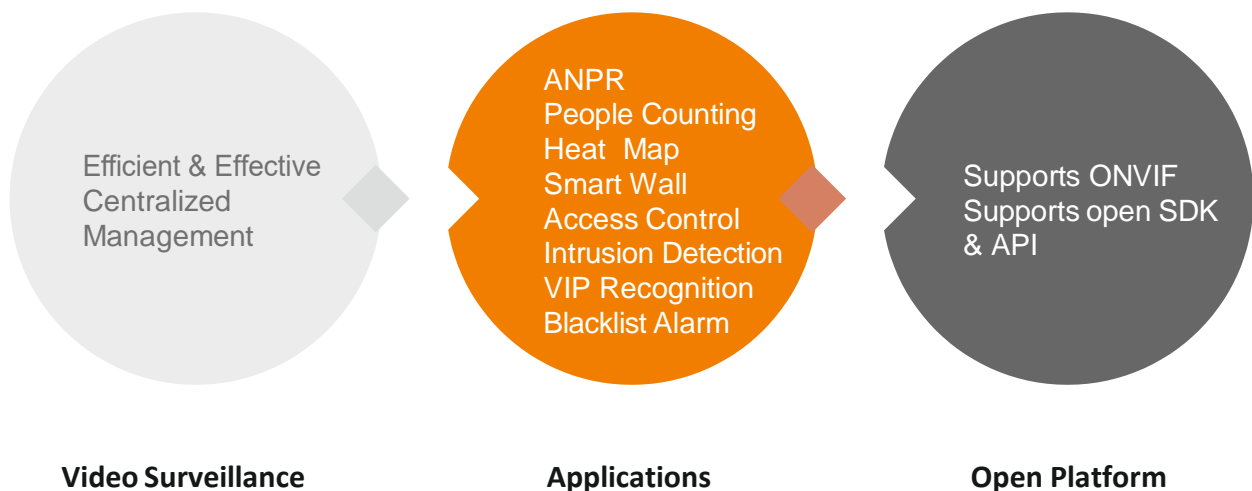 Efficient & Effective
Centralized
Management
ANPR
People Counting
Heat Map
Smart Wall
Access Control
Intrusion Detection
VIP Recognition
Blacklist Alarm
Supports ONVIF
Supports open SDK
& API
Video Surveillance
Applications
Open Platform